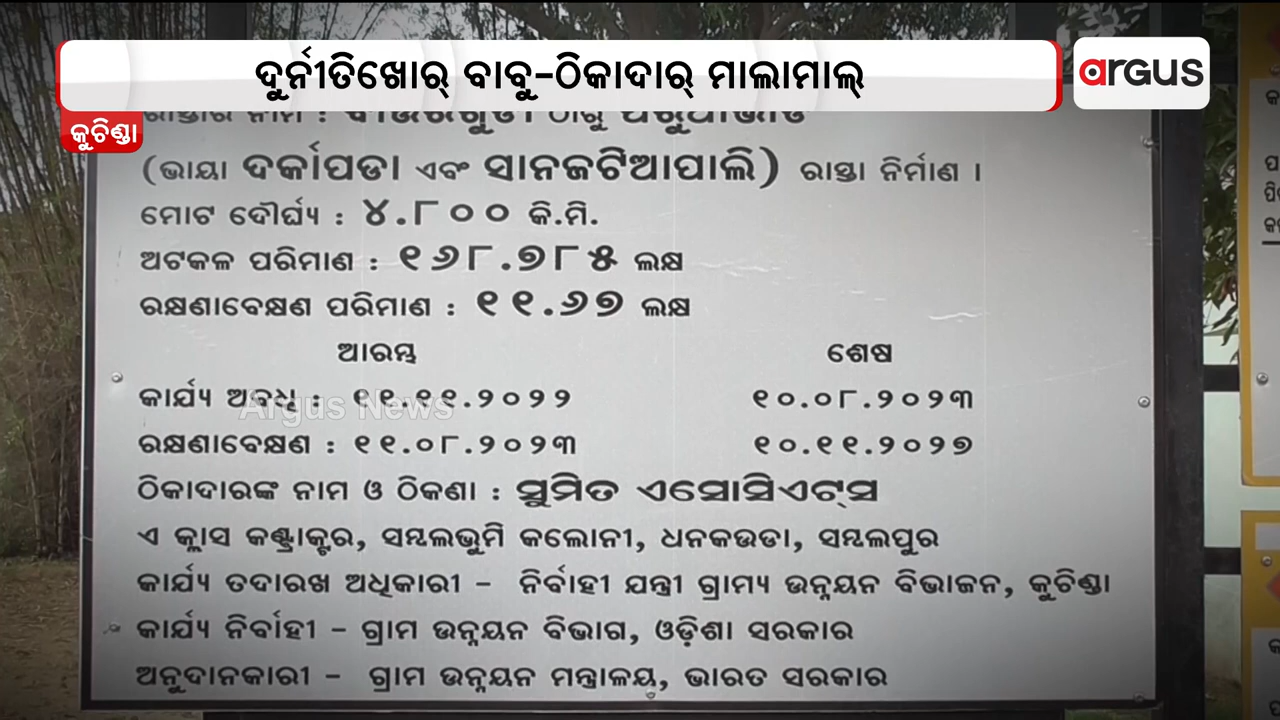 ଦୁର୍ନୀତିଖୋର୍ ବାବୁ-ଠିକାଦାର୍ ମାଲାମାଲ୍
argus
କୁଚିଣ୍ଡା
ରାସ୍ତାର ନାମ :
(ଭାୟା ଦର୍କାପଡା ଏବଂ ସାନଜଟିଆପାଲି) ରାସ୍ତା ନିର୍ମାଣ ।
ମୋଟ ଦୌର୍ଘ୍ୟ : ୪.୮୦୦ କି.ମି.
ଅଟକଳ ପରିମାଣ : ୧୬୮.୭୮୫ ଲକ୍ଷ
ରକ୍ଷଣାବେକ୍ଷଣ ପରିମାଣ : ୧୧.୬୭ ଲକ୍ଷ
ଆରମ୍ଭ ଶେଷ
କାର୍ଯ୍ୟ ଅବଧି : ୧୧.୧୧.୨୦୨୨ ୧୦.୦୮.୨୦୨୩
Argus News
ରକ୍ଷଣାବେକ୍ଷଣ : ୧୧.୦୮.୨୦୨୩ ୧୦.୧୧.୨୦୨୭
ଠିକାଦାରଙ୍କ ନାମ ଓ ଠିକଣା : ସୁମିତ ଏସୋସିଏଟ୍‌ସ
ଏ କ୍ଲାସ କଣ୍ଟ୍ରାକ୍ଟର, ସମ୍ବଲଭୂମି କଲୋନୀ, ଧନକଉଡା, ସମ୍ବଲପୁର
କାର୍ଯ୍ୟ ତଦାରଖ ଅଧିକାରୀ – ନିର୍ବାହୀ ଯନ୍ତ୍ରୀ ଗ୍ରାମ୍ୟ ଉନ୍ନୟନ ବିଭାଜନ, କୁଚିଣ୍ଡା
କାର୍ଯ୍ୟ ନିର୍ବାହୀ – ଗ୍ରାମ ଉନ୍ନୟନ ବିଭାଗ, ଓଡ଼ିଶା ସରକାର
ଅନୁଦାନକାରୀ – ଗ୍ରାମ ଉନ୍ନୟନ ମନ୍ତ୍ରାଳୟ, ଭାରତ ସରକାର